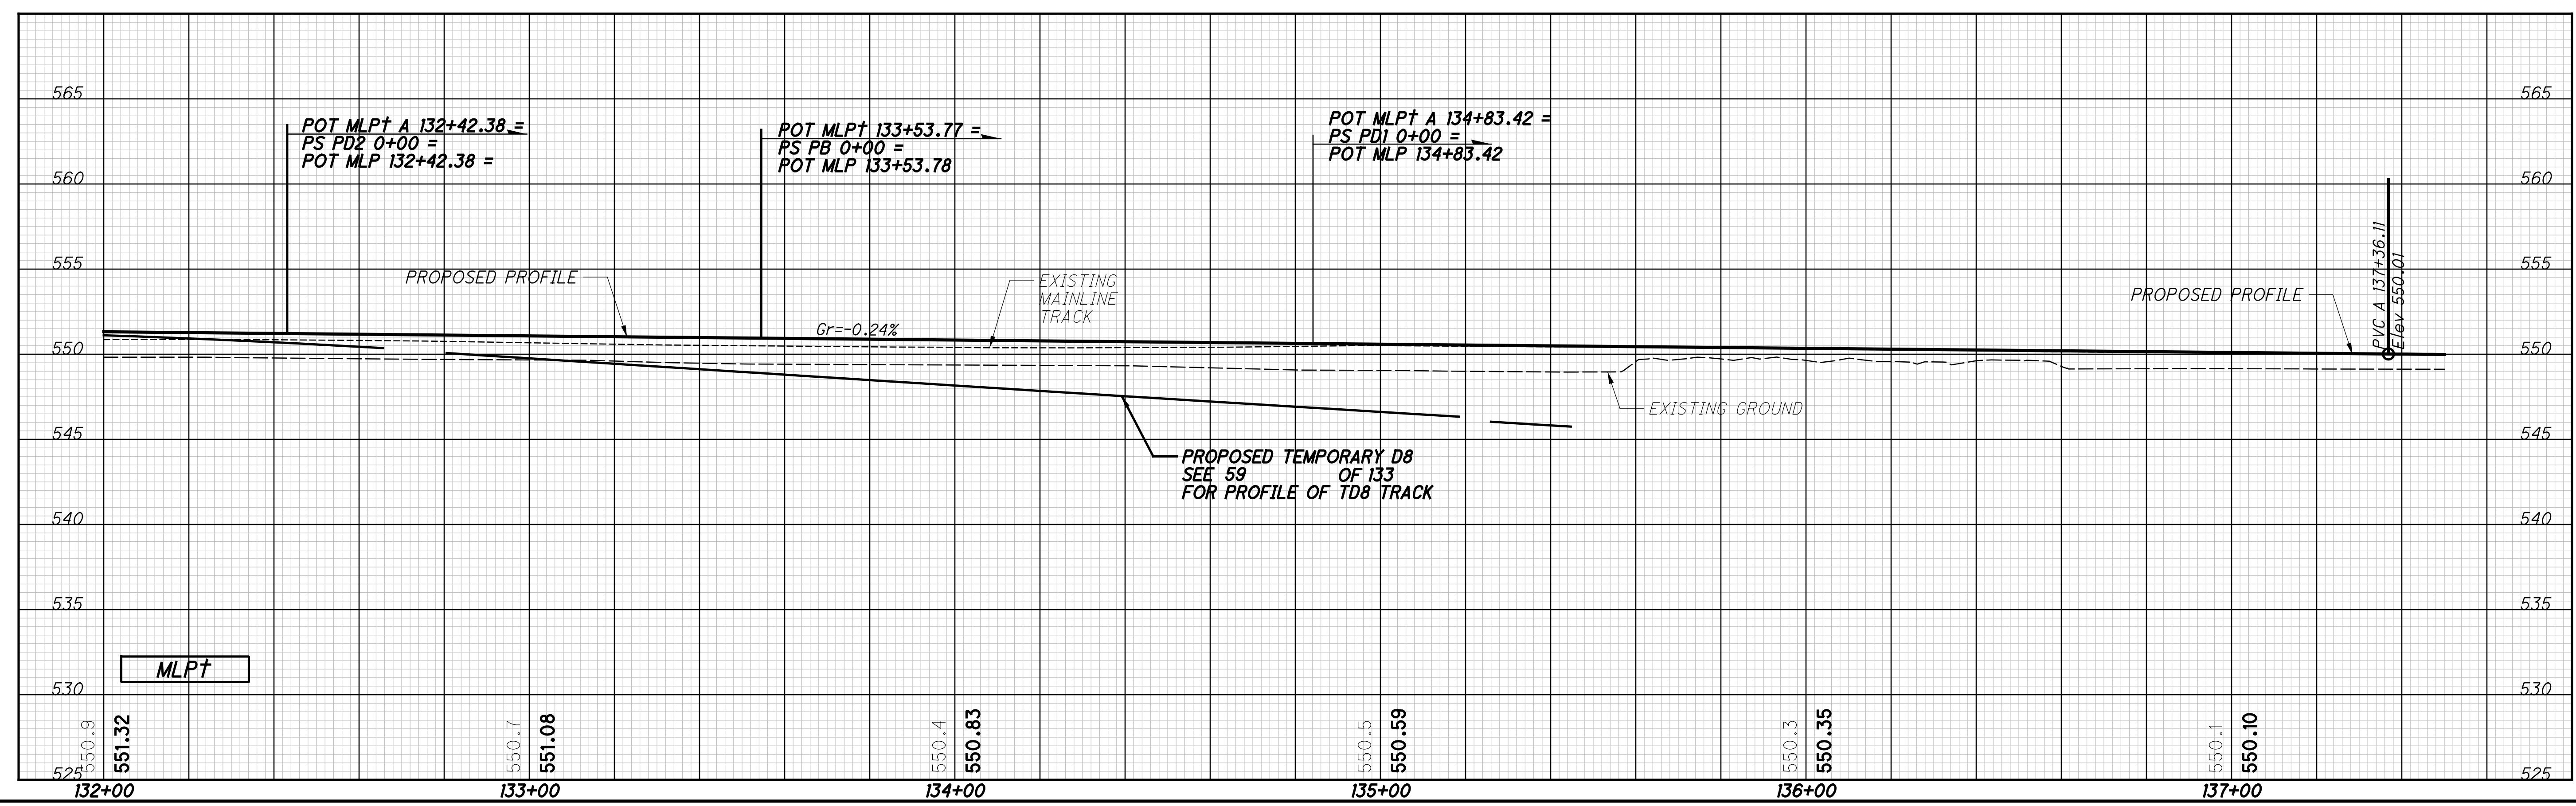 565
565
POT MLP† A 132+42.38 =
PS PD2 0+00 =
POT MLP 132+42.38 =
POT MLP† 133+53.77 =
PS PB 0+00 =
POT MLP 133+53.78
POT MLP† A 134+83.42 =
PS PD1 0+00 =
POT MLP 134+83.42
560
560
555
555
PROPOSED PROFILE
EXISTING
MAINLINE
TRACK
PROPOSED PROFILE
PVC A 137+36.11
Elev 550.01
Gr=-0.24%
550
550
EXISTING GROUND
545
545
PROPOSED TEMPORARY D8
SEE 59 OF 133
FOR PROFILE OF TD8 TRACK
540
540
535
535
MLP†
530
530
550.9
551.32
550.7
551.08
550.4
550.83
550.5
550.59
550.3
550.35
550.1
550.10
525
525
132+00
133+00
134+00
135+00
136+00
137+00